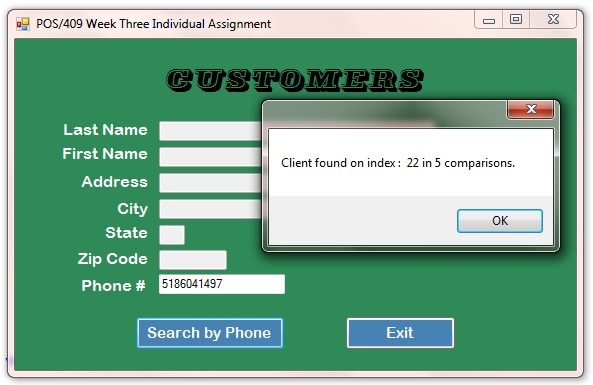 POS/409 Week Three Individual Assignment
CUSTOMERS
Last Name
First Name
Address
City
State
Zip Code
Phone # 5186041497
Search by Phone Exit
Client found on index : 22 in 5 comparisons.
OK